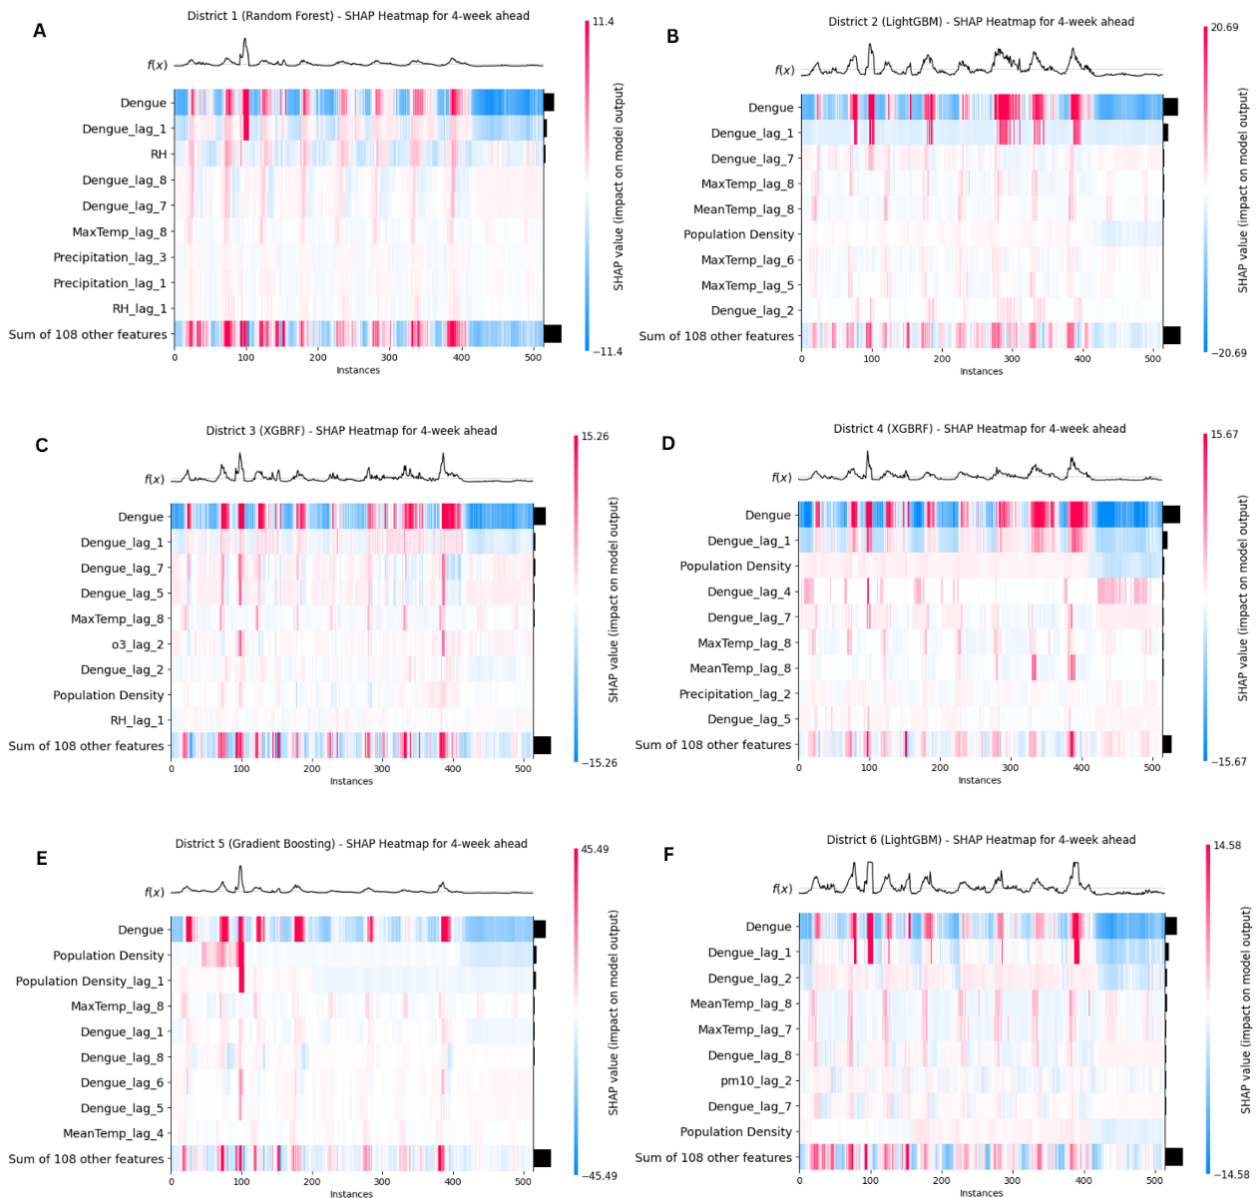 A
District 1 (Random Forest) - SHAP Heatmap for 4-week ahead
11.4
f(x)
Dengue
Dengue_lag_1
RH
Dengue_lag_8
Dengue_lag_7
MaxTemp_lag_8
Precipitation_lag_3
Precipitation_lag_1
RH_lag_1
Sum of 108 other features
0 100 200 300 400 500
Instances
SHAP value (impact on model output)
−11.4
B
District 2 (LightGBM) - SHAP Heatmap for 4-week ahead
20.69
f(x)
Dengue
Dengue_lag_1
Dengue_lag_7
MaxTemp_lag_8
MeanTemp_lag_8
Population Density
MaxTemp_lag_6
MaxTemp_lag_5
Dengue_lag_2
Sum of 108 other features
0 100 200 300 400 500
Instances
SHAP value (impact on model output)
−20.69
C
District 3 (XGBRF) - SHAP Heatmap for 4-week ahead
15.26
f(x)
Dengue
Dengue_lag_1
Dengue_lag_7
Dengue_lag_5
MaxTemp_lag_8
o3_lag_2
Dengue_lag_2
Population Density
RH_lag_1
Sum of 108 other features
0 100 200 300 400 500
Instances
SHAP value (impact on model output)
−15.26
D
District 4 (XGBRF) - SHAP Heatmap for 4-week ahead
15.67
f(x)
Dengue
Dengue_lag_1
Population Density
Dengue_lag_4
Dengue_lag_7
MaxTemp_lag_8
MeanTemp_lag_8
Precipitation_lag_2
Dengue_lag_5
Sum of 108 other features
0 100 200 300 400 500
Instances
SHAP value (impact on model output)
−15.67
E
District 5 (Gradient Boosting) - SHAP Heatmap for 4-week ahead
45.49
f(x)
Dengue
Population Density
Population Density_lag_1
MaxTemp_lag_8
Dengue_lag_1
Dengue_lag_8
Dengue_lag_6
Dengue_lag_5
MeanTemp_lag_4
Sum of 108 other features
0 100 200 300 400 500
Instances
SHAP value (impact on model output)
−45.49
F
District 6 (LightGBM) - SHAP Heatmap for 4-week ahead
14.58
f(x)
Dengue
Dengue_lag_1
Dengue_lag_2
MeanTemp_lag_8
MaxTemp_lag_7
Dengue_lag_8
pm10_lag_2
Dengue_lag_7
Population Density
Sum of 108 other features
0 100 200 300 400 500
Instances
SHAP value (impact on model output)
−14.58